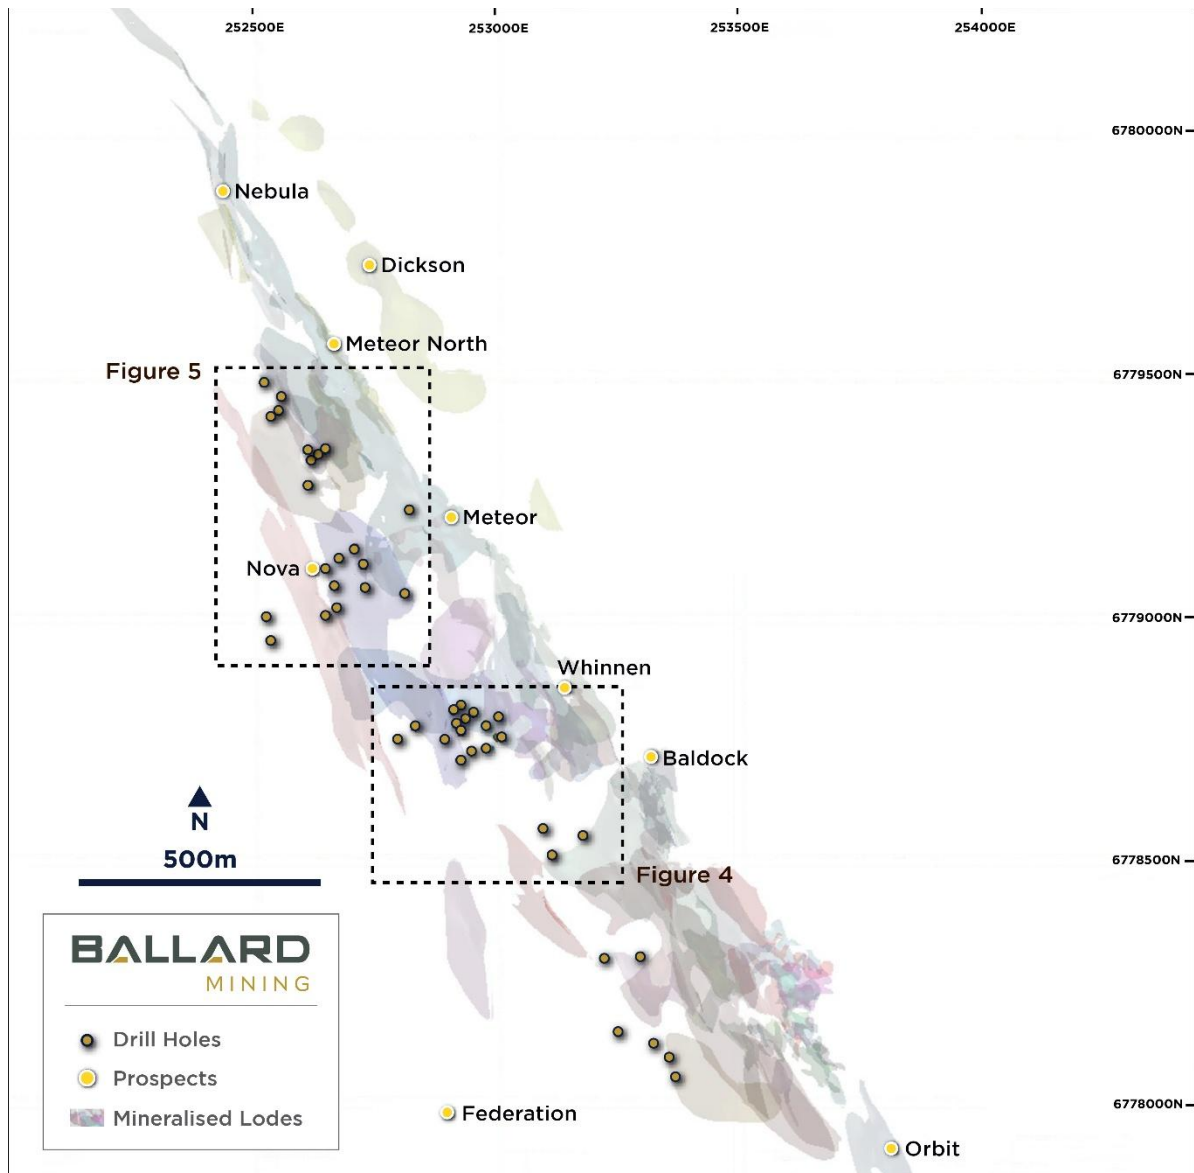 252500E 253000E 253500E 254000E
6780000N
Nebula
Dickson
Meteor North
Figure 5
6779500N
Meteor
Nova
6779000N
Whinnen
Baldock
N
500m
6778500N
Figure 4
BALLARD
MINING
Drill Holes
Prospects
Mineralised Lodes
Federation
6778000N
Orbit